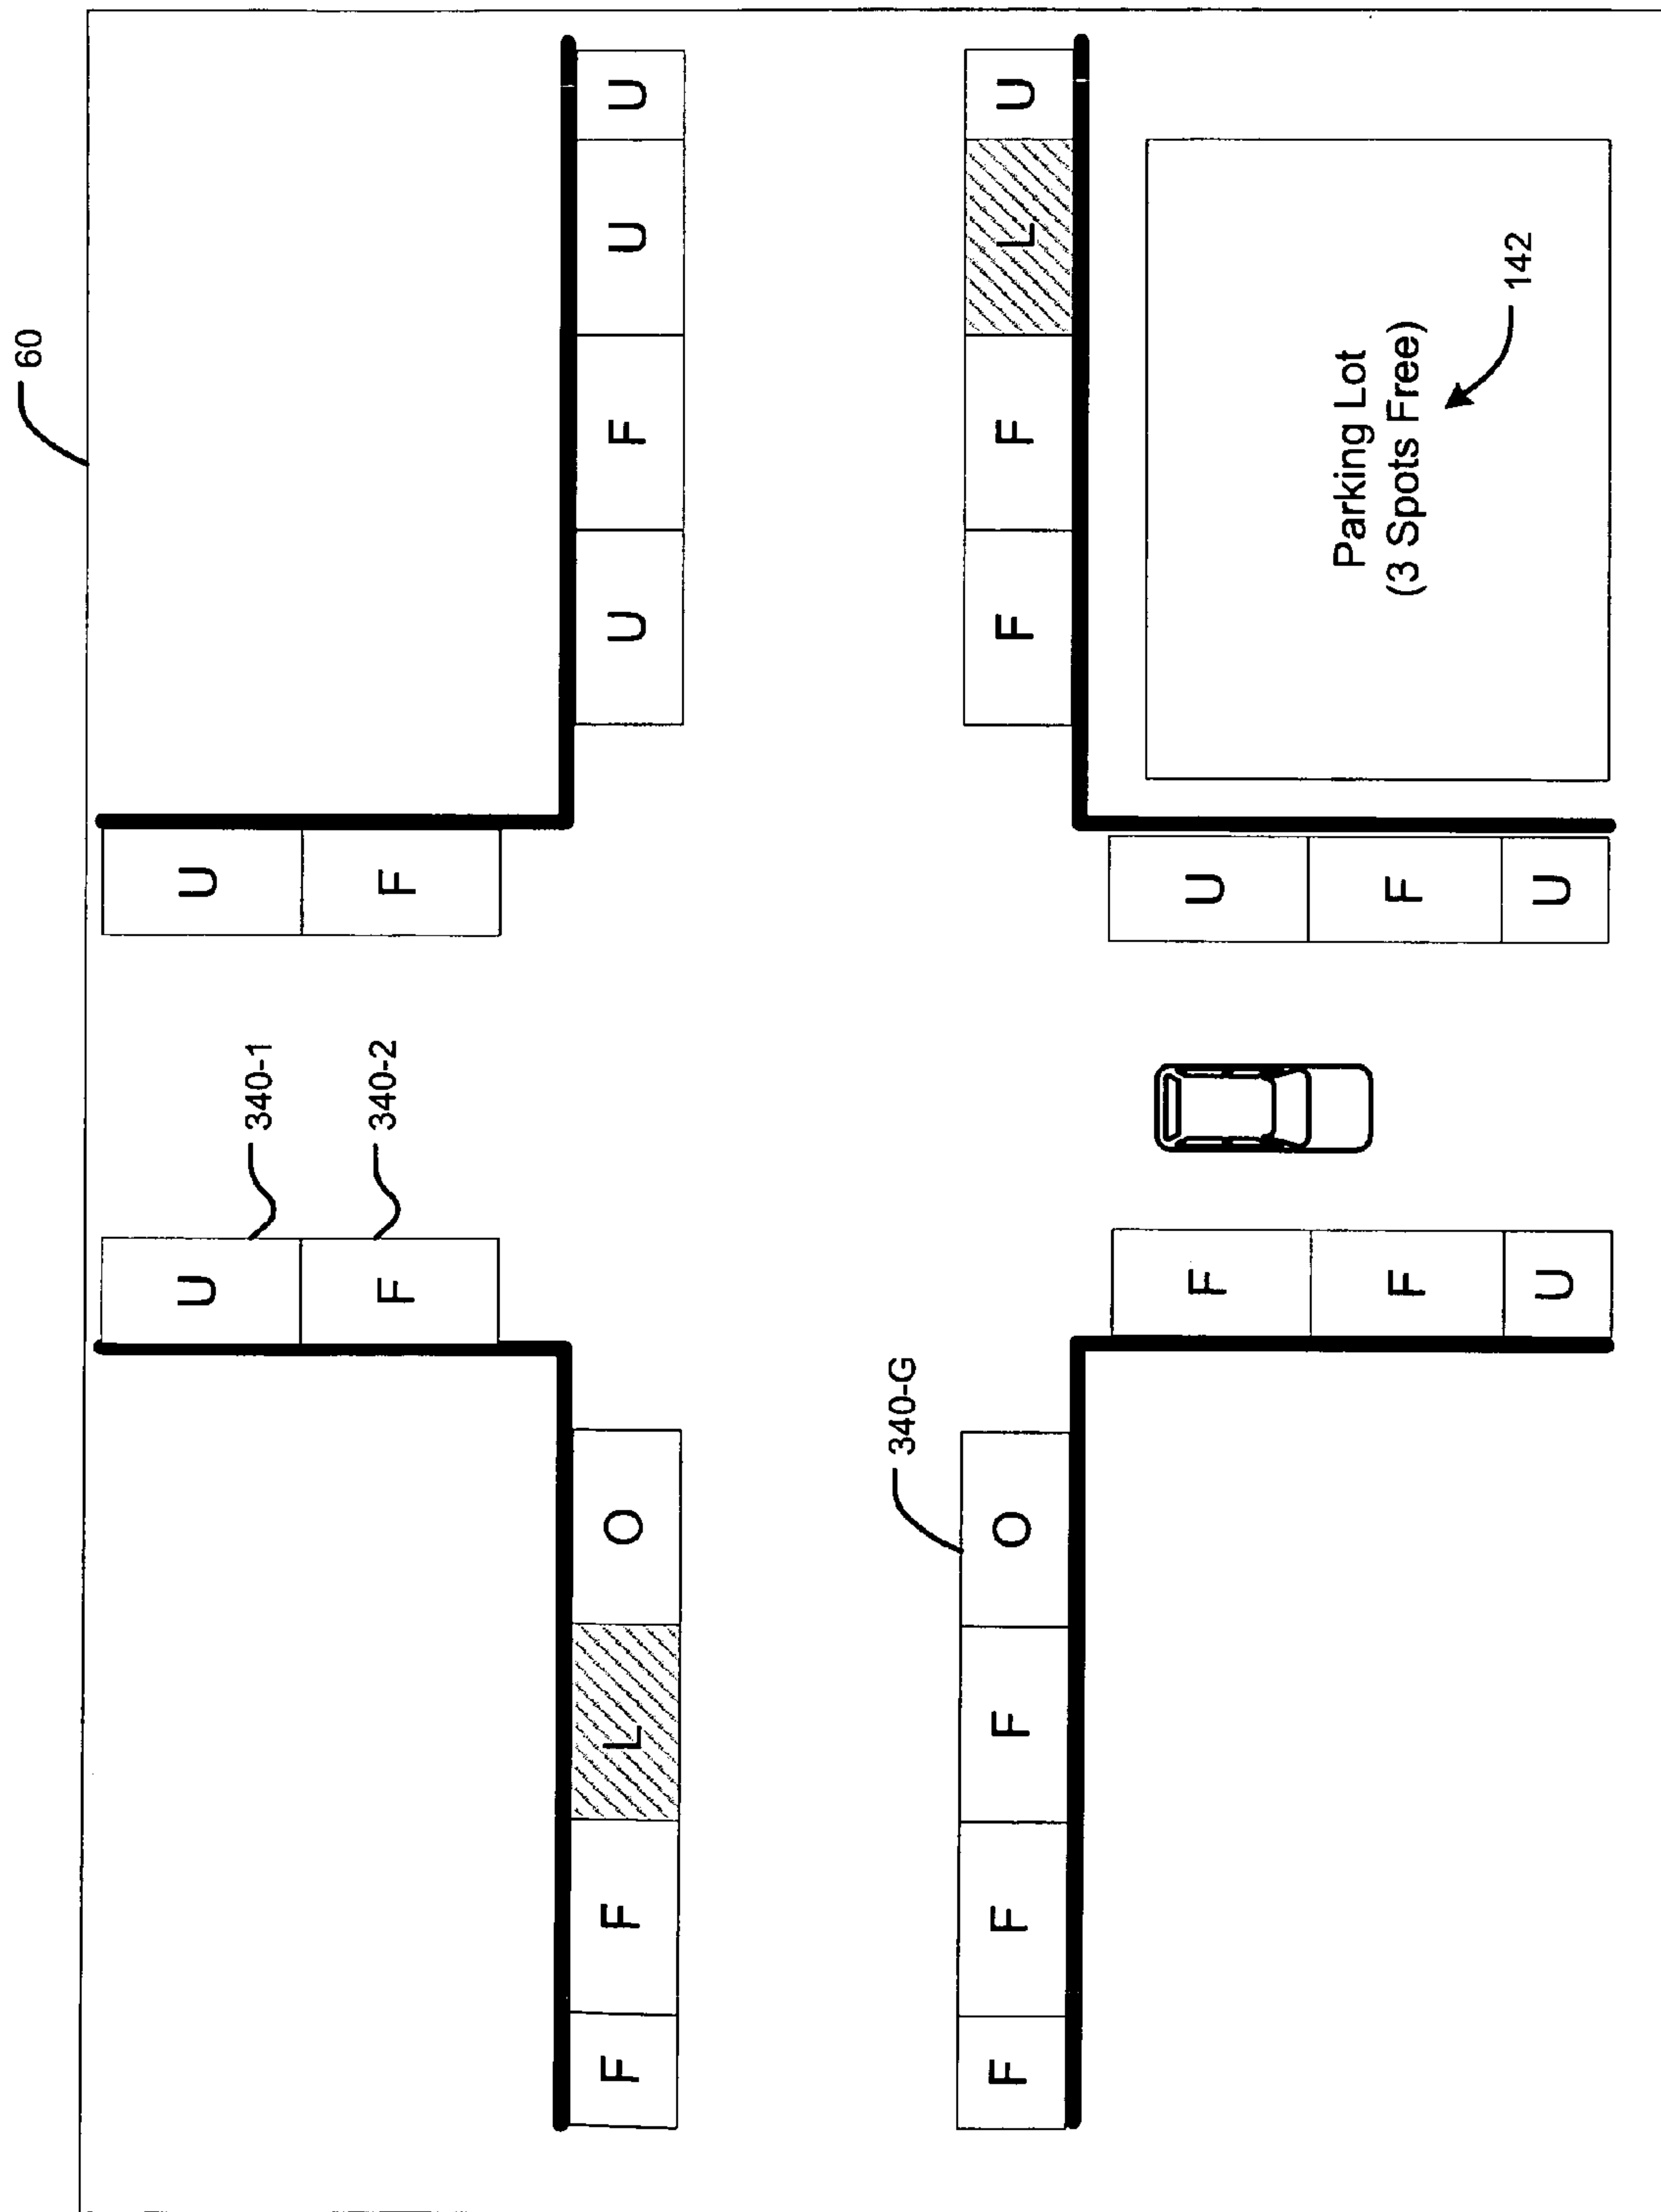 60
U U
340-1
F 340-2 F
F F L O U F U U
340-G
F F F O F F L U
F U
Parking Lot
F F (3 Spots Free)
142
U U